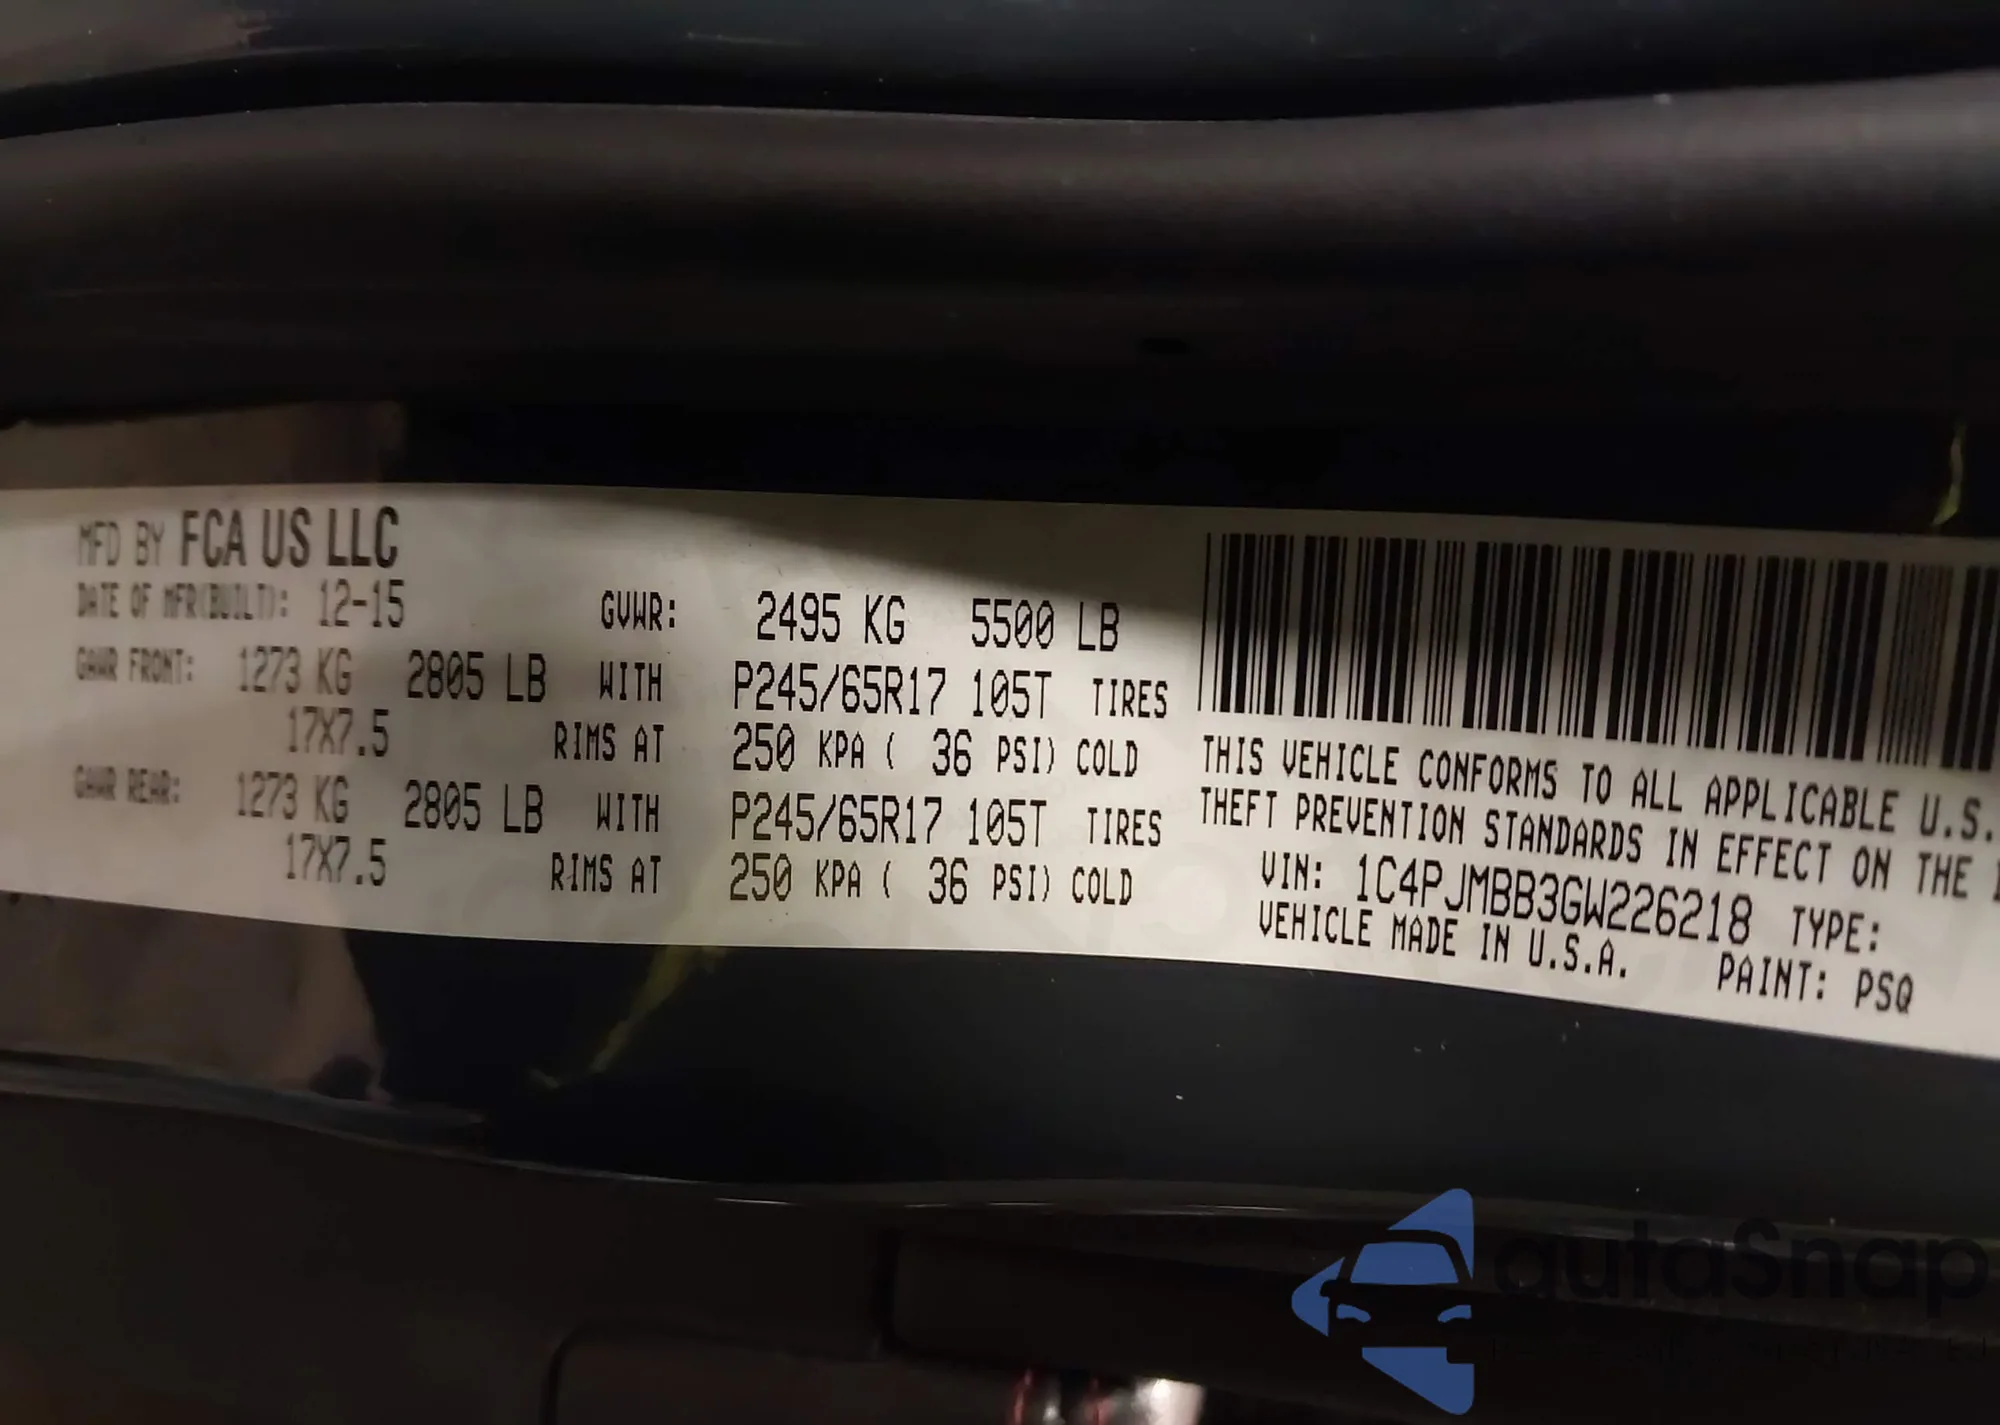 MFD BY FCA US LLC
DATE OF MFR(BUILT): 12-15
GVWR: 2495 KG 5500 LB
GAWR FRONT: 1273 KG 2805 LB WITH P245/65R17 105T TIRES
17X7.5 RIMS AT 250 KPA ( 36 PSI) COLD
GAWR REAR: 1273 KG 2805 LB WITH P245/65R17 105T TIRES
17X7.5 RIMS AT 250 KPA ( 36 PSI) COLD
THIS VEHICLE CONFORMS TO ALL APPLICABLE U.S.
THEFT PREVENTION STANDARDS IN EFFECT ON THE
VIN: 1C4PJMBB3GW226218 TYPE:
VEHICLE MADE IN U.S.A. PAINT: PSQ
autaSnap